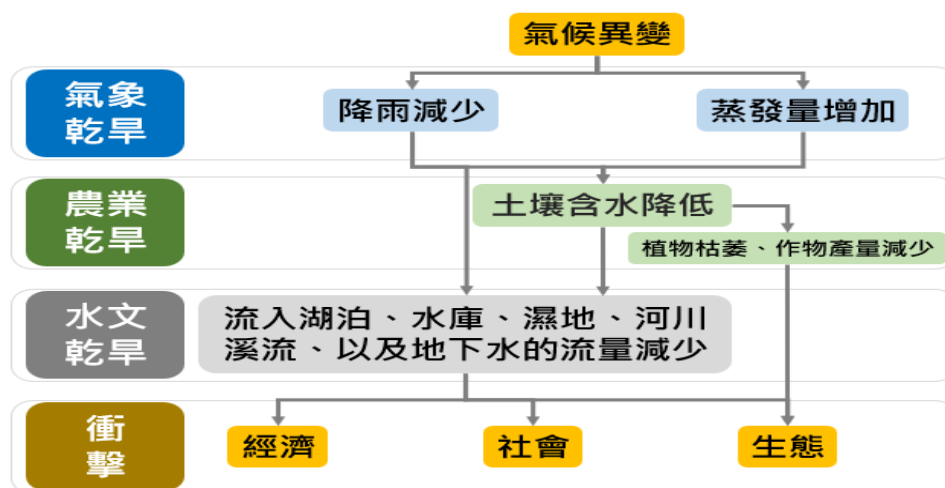 氣候異變
氣象
乾旱
降雨減少
蒸發量增加
農業
乾旱
土壤含水降低
植物枯萎、作物產量減少
水文
乾旱
流入湖泊、水庫、濕地、河川
溪流、以及地下水的流量減少
衝
擊
經濟
社會
生態